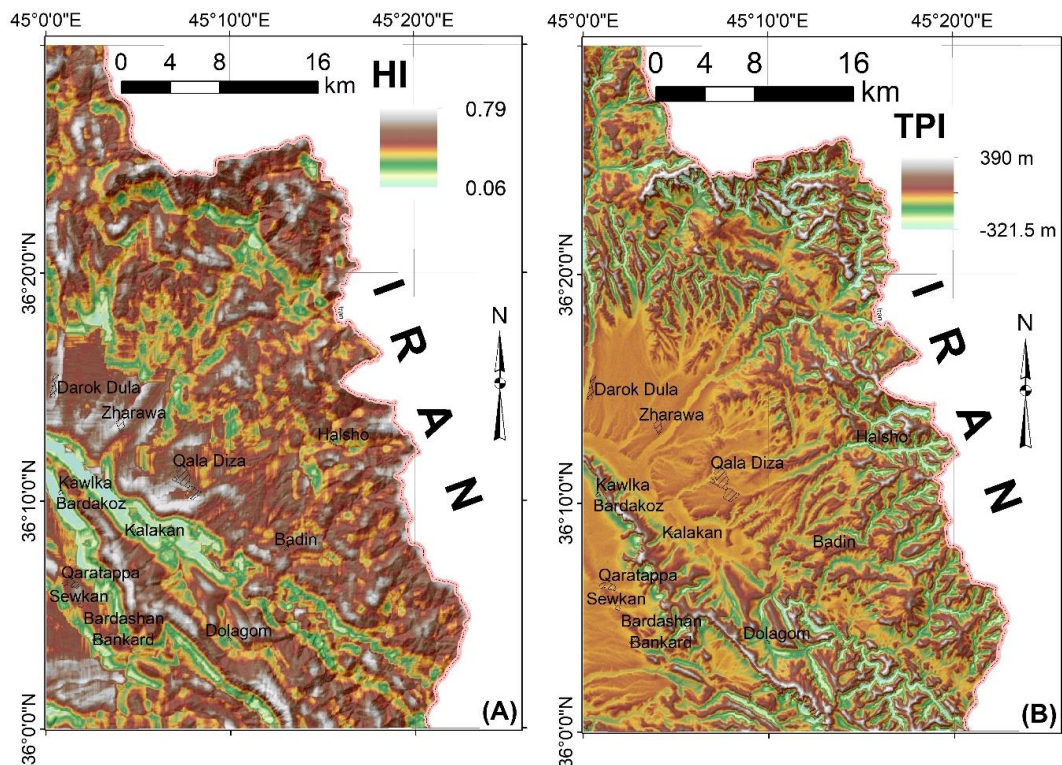 45°0'0"E 45°10'0"E 45°20'0"E
0 4 8 16
km
HI
0.79
0.06
36°20'0"N
36°10'0"N
36°0'0"N
IRAN
N
Darok Dula
Zharawa
Halsho
Qala Diza
Kawlka
Bardakoz
Kalakan
Badin
Qaratappa
Sewkan
Bardashan
Bankard
Dolagom
(A)
45°0'0"E 45°10'0"E 45°20'0"E
0 4 8 16
km
TPI
390 m
-321.5 m
36°20'0"N
36°10'0"N
36°0'0"N
IRAN
N
Darok Dula
Zharawa
Halsho
Qala Diza
Kawlka
Bardakoz
Kalakan
Badin
Qaratappa
Sewkan
Bardashan
Bankard
Dolagom
(B)